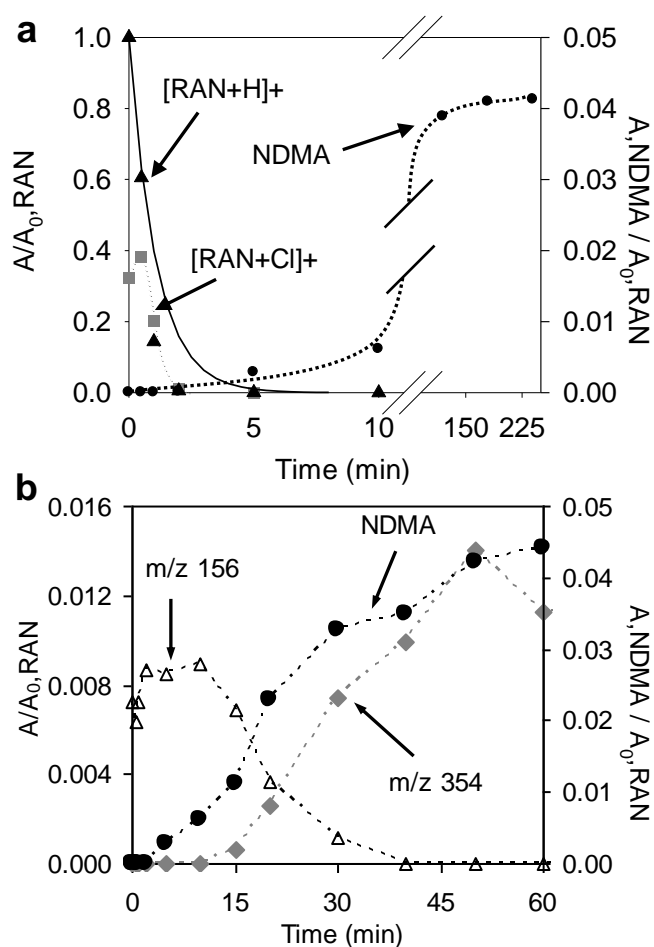 a
1.0
0.8
0.6
0.4
0.2
0.0
A/A0,RAN
[RAN+H]+
NDMA
[RAN+Cl]+
0.05
0.04
0.03
0.02
0.01
0.00
A,NDMA / A0,RAN
0 5 10 150 225
Time (min)
b
0.016
0.012
0.008
0.004
0.000
A/A0,RAN
NDMA
m/z 156
m/z 354
0.05
0.04
0.03
0.02
0.01
0.00
A,NDMA / A0,RAN
0 15 30 45 60
Time (min)